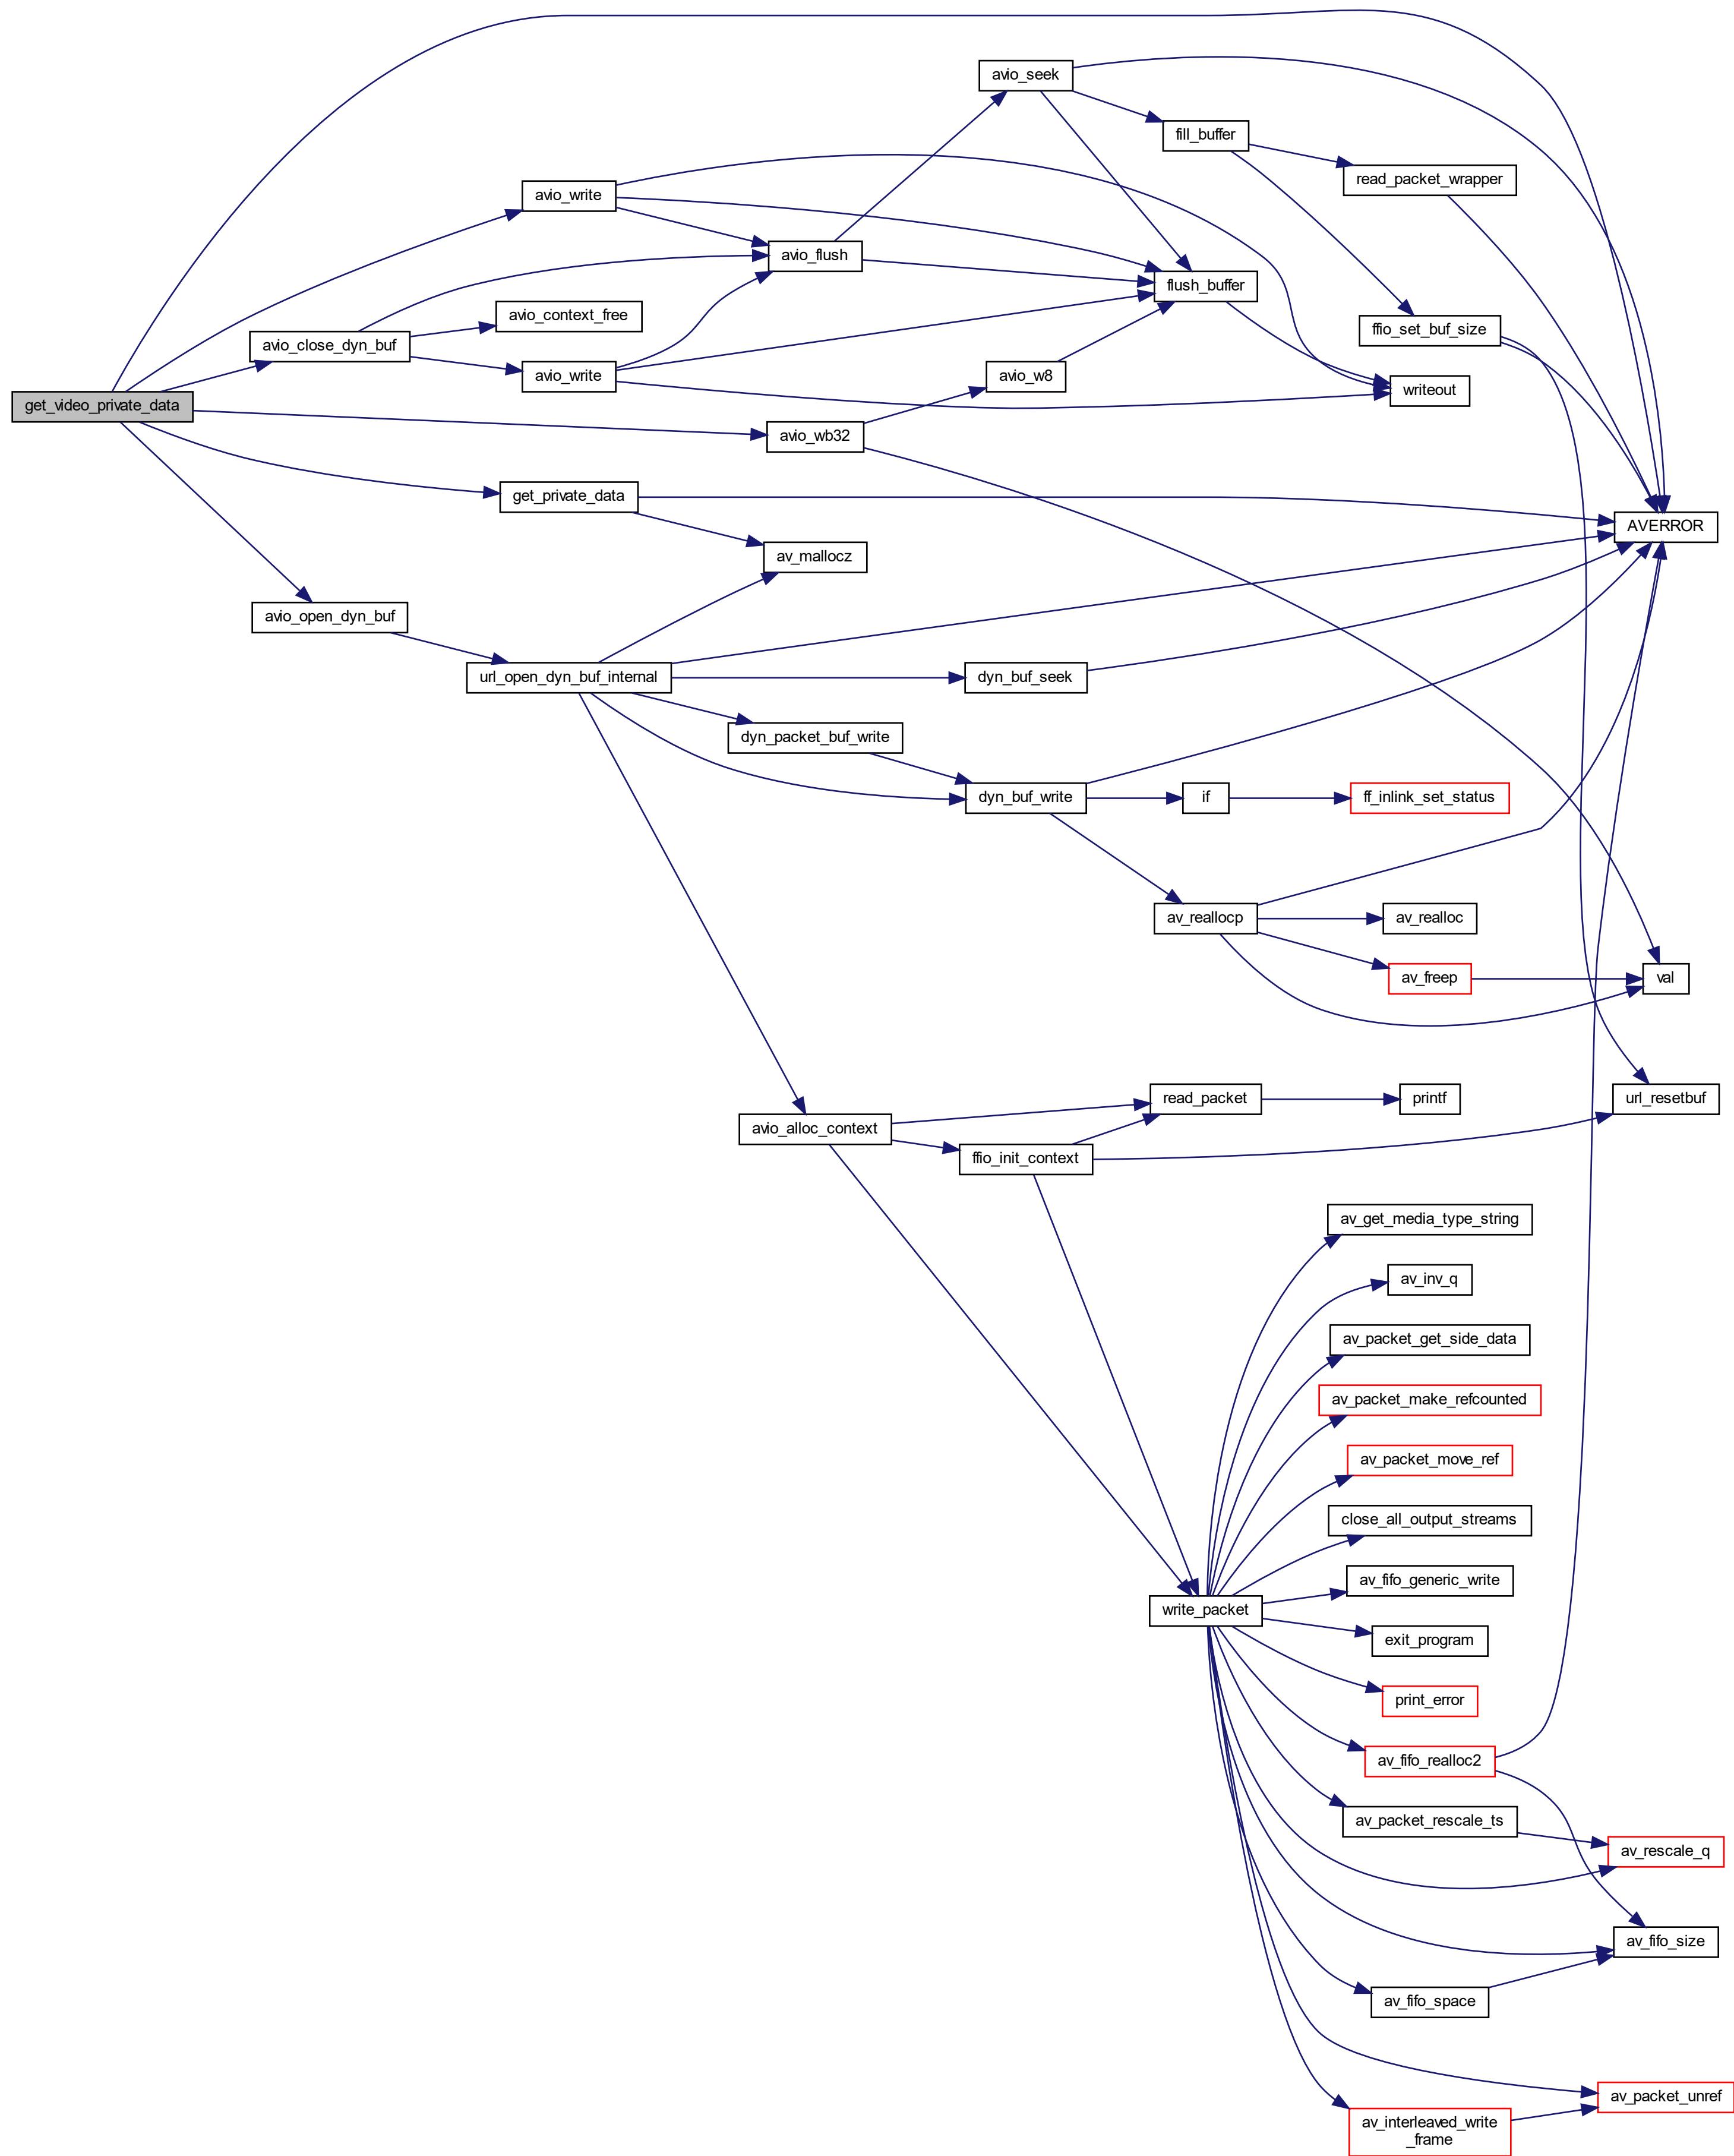 avio_seek
fill_buffer
read_packet_wrapper
avio_write
avio_flush
flush_buffer
avio_context_free
ffio_set_buf_size
avio_close_dyn_buf
avio_write
avio_w8
writeout
get_video_private_data
avio_wb32
get_private_data
AVERROR
av_mallocz
avio_open_dyn_buf
url_open_dyn_buf_internal
dyn_buf_seek
dyn_packet_buf_write
dyn_buf_write
if
ff_inlink_set_status
av_reallocp
av_realloc
av_freep
val
read_packet
printf
url_resetbuf
avio_alloc_context
ffio_init_context
av_get_media_type_string
av_inv_q
av_packet_get_side_data
av_packet_make_refcounted
av_packet_move_ref
close_all_output_streams
av_fifo_generic_write
write_packet
exit_program
print_error
av_fifo_realloc2
av_packet_rescale_ts
av_rescale_q
av_fifo_size
av_fifo_space
av_packet_unref
av_interleaved_write
_frame